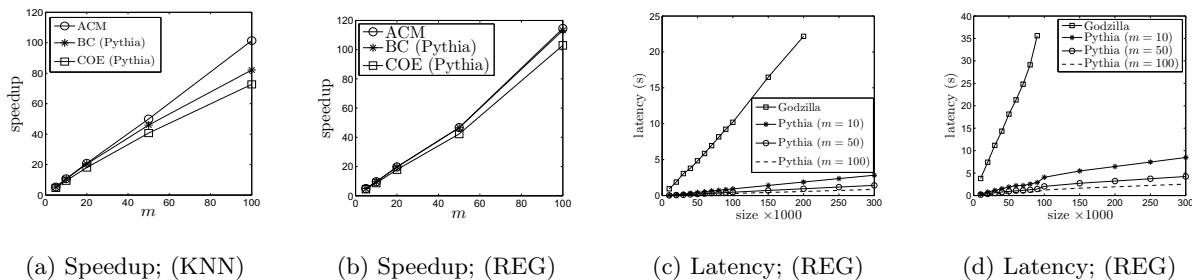 speedup
120
100
80
60
40
20
0
0 20 40 60 80 100
m
ACM
BC (Pythia)
COE (Pythia)
(a) Speedup; (KNN)
speedup
120
100
80
60
40
20
0
0 20 40 60 80 100
m
ACM
BC (Pythia)
COE (Pythia)
(b) Speedup; (REG)
latency (s)
25
20
15
10
5
0
0 50 100 150 200 250 300
size ×1000
Godzilla
Pythia (m = 10)
Pythia (m = 50)
Pythia (m = 100)
(c) Latency; (REG)
latency (s)
40
35
30
25
20
15
10
5
0
0 50 100 150 200 250 300
size ×1000
Godzilla
Pythia (m = 10)
Pythia (m = 50)
Pythia (m = 100)
(d) Latency; (REG)